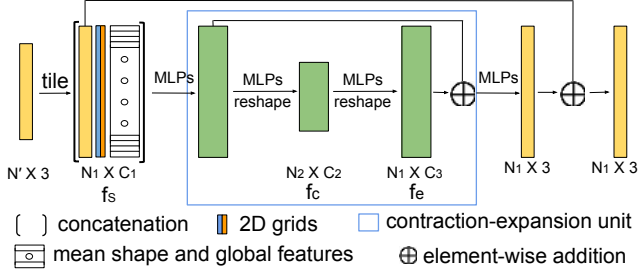 tile
MLPs
MLPs
reshape
MLPs
reshape
MLPs
N' X 3
N1 X C1
fS
N2 X C2
fc
N1 X C3
fe
N1 X 3
N1 X 3
concatenation
2D grids
contraction-expansion unit
mean shape and global features
element-wise addition